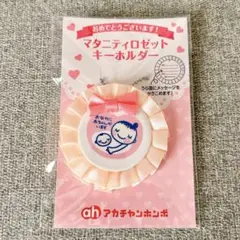 おめでとうございます!
マタニティロゼット
キーホルダー
うら面にメッセージを
かきこめます!
おなかに
赤ちゃんが
います
ah アカチャンホンポ